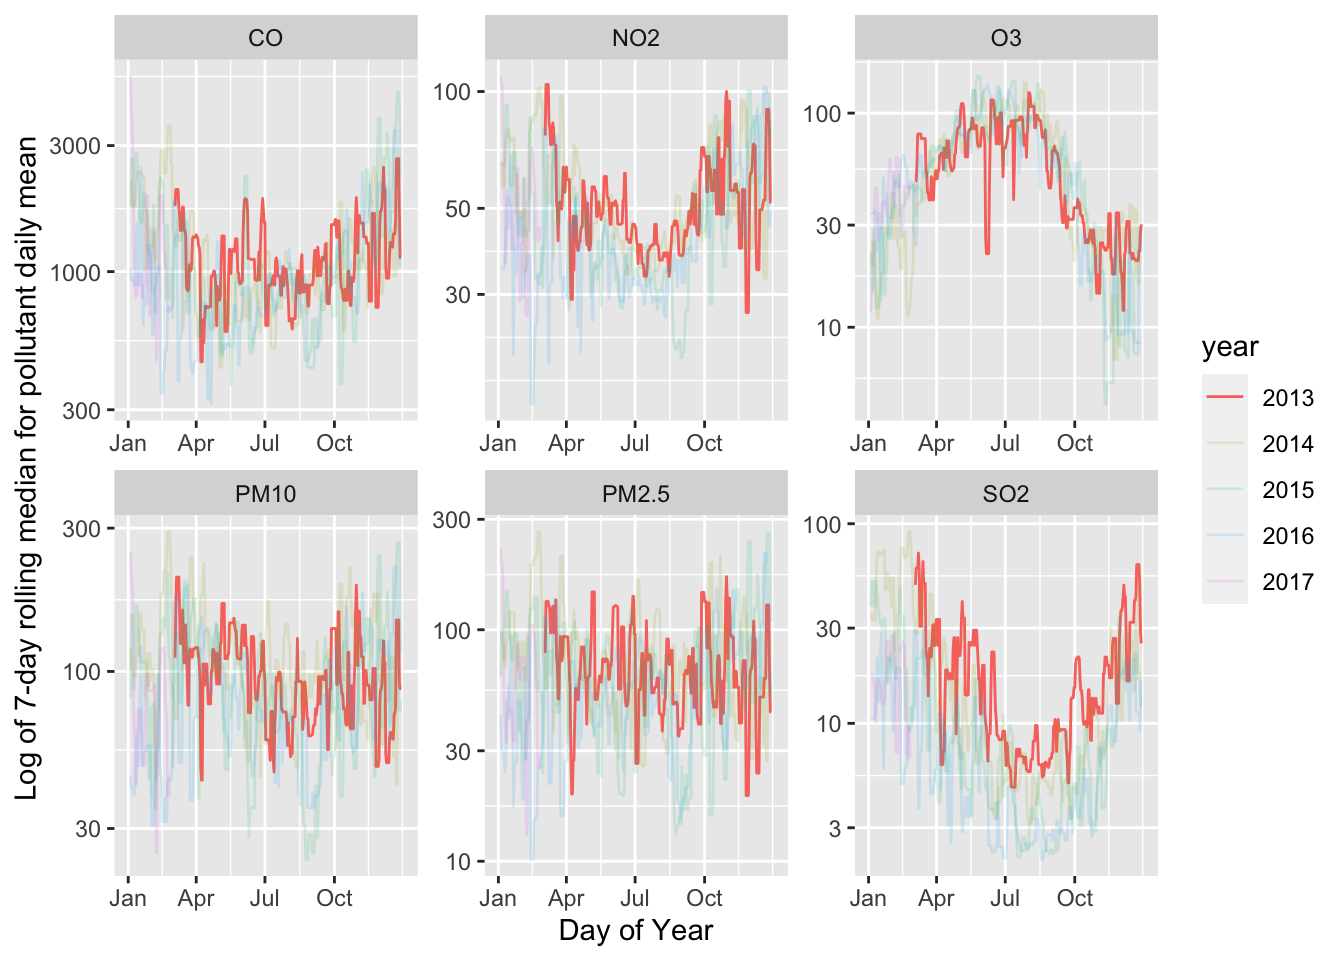 CO
NO2
O3
3000
1000
300
100
50
30
100
30
10
Jan Apr Jul Oct
Jan Apr Jul Oct
Jan Apr Jul Oct
PM10
PM2.5
SO2
300
100
30
300
100
30
10
100
30
10
3
Jan Apr Jul Oct
Jan Apr Jul Oct
Jan Apr Jul Oct
Day of Year
Log of 7-day rolling median for pollutant daily mean
year
2013
2014
2015
2016
2017